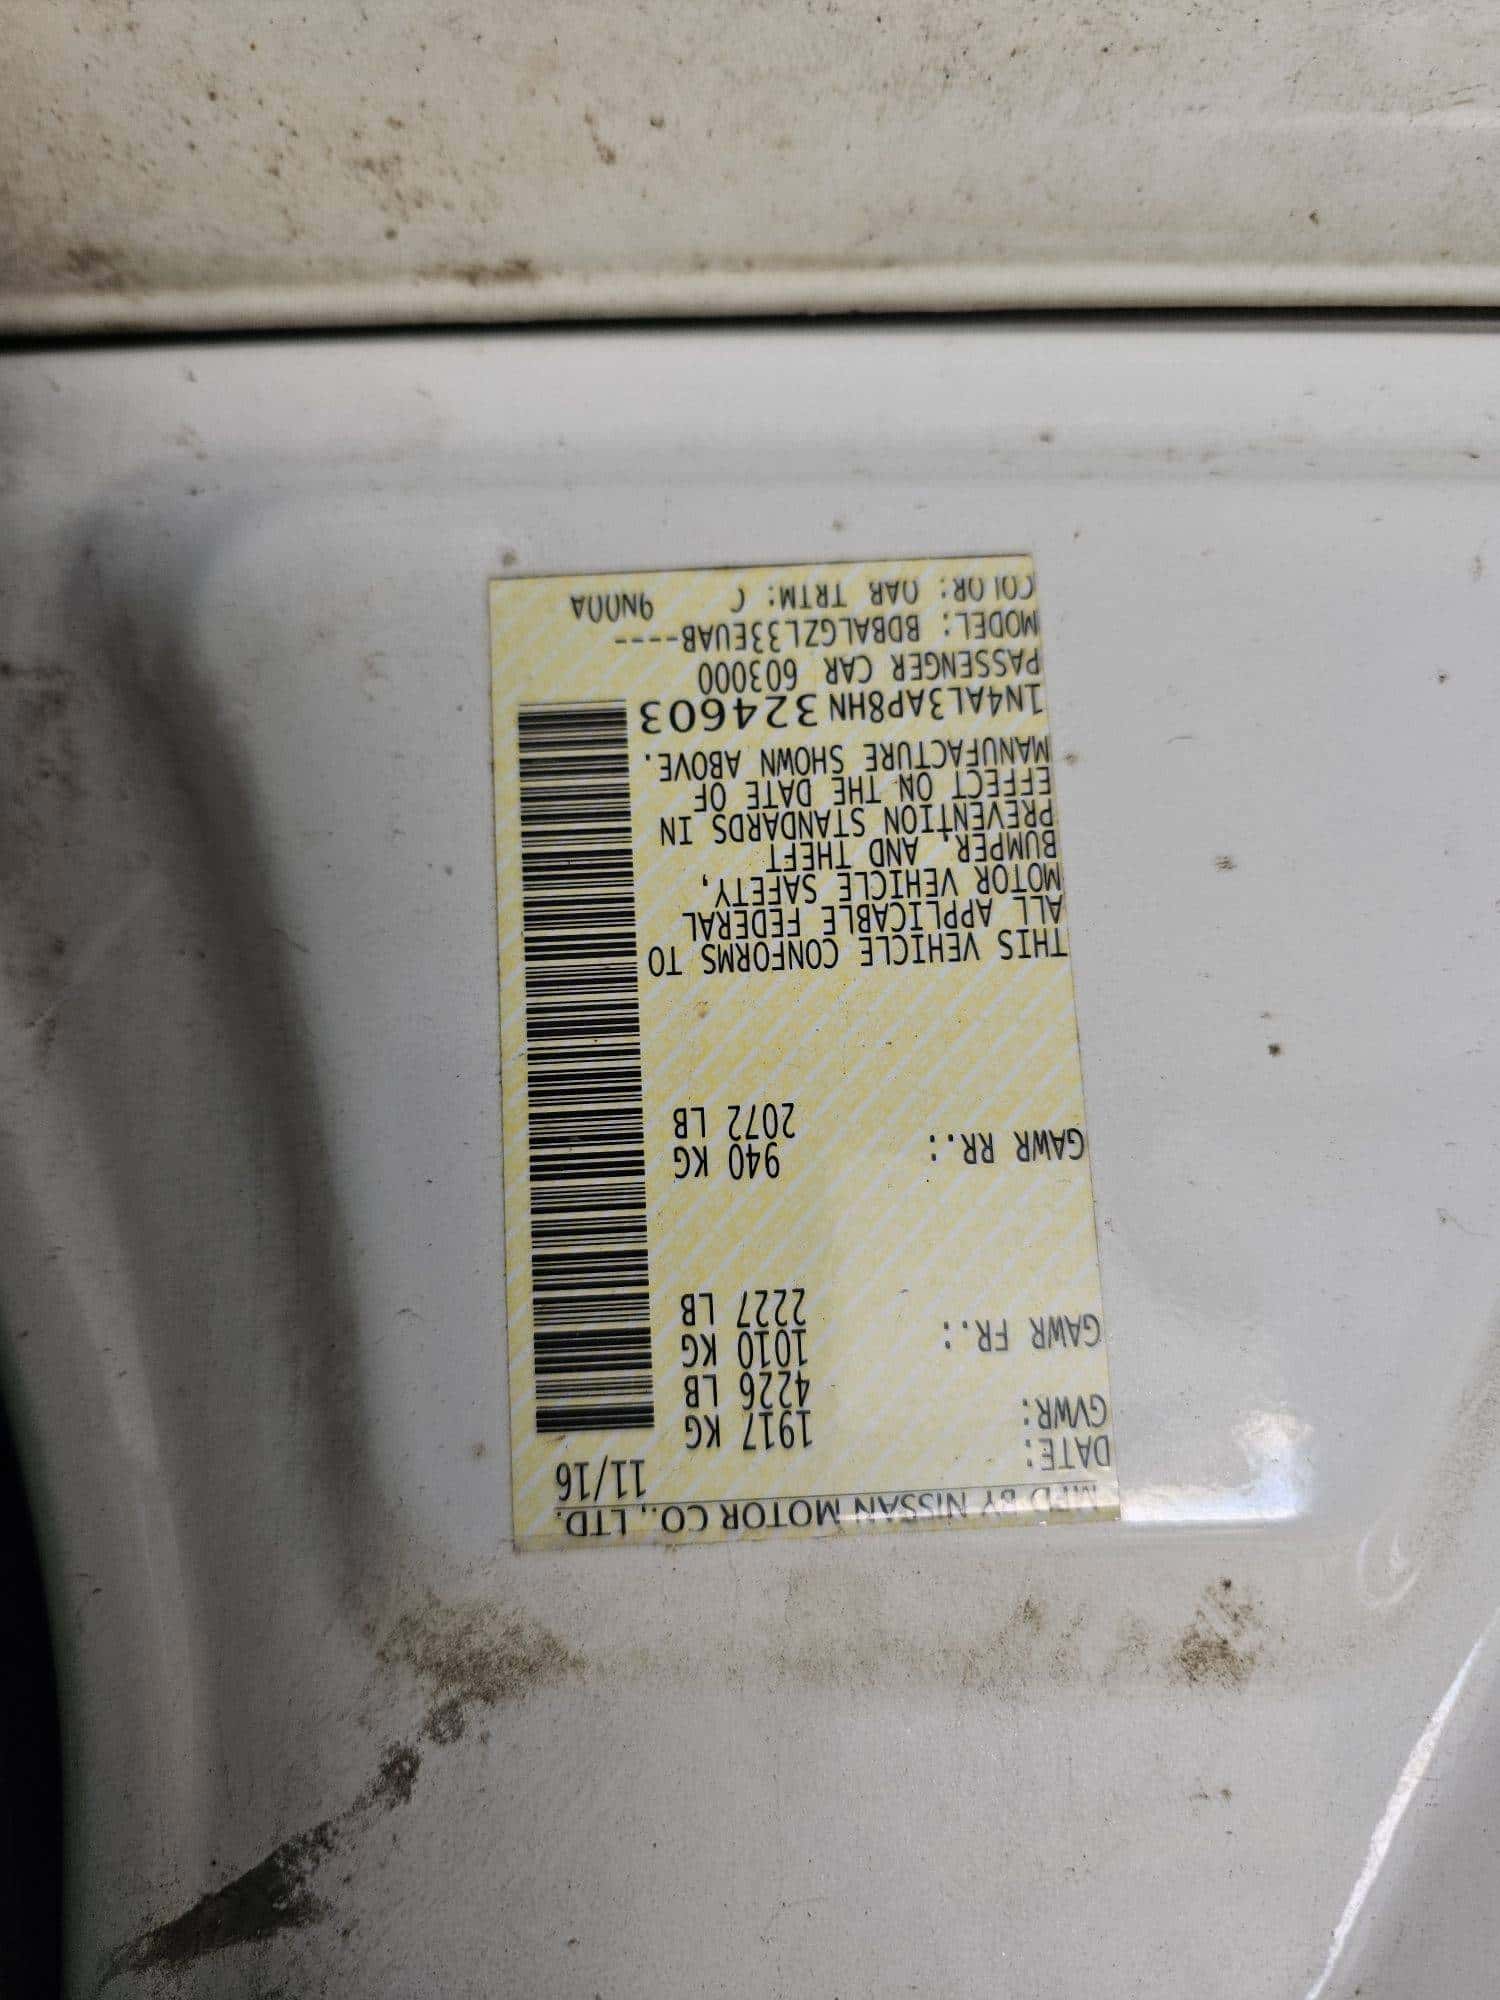 MFD BY NISSAN MOTOR CO., LTD.
DATE: 11/16
GVWR: 1917 KG
4226 LB
GAWR FR.: 1010 KG
2227 LB
GAWR RR.: 940 KG
2072 LB
THIS VEHICLE CONFORMS TO
ALL APPLICABLE FEDERAL
MOTOR VEHICLE SAFETY,
BUMPER, AND THEFT
PREVENTION STANDARDS IN
EFFECT ON THE DATE OF
MANUFACTURE SHOWN ABOVE.
1N4AL3AP8HN324603
PASSENGER CAR 603000
MODEL: BDBALGZL33EUAB----
COLOR: QAB TRIM: 9N00A